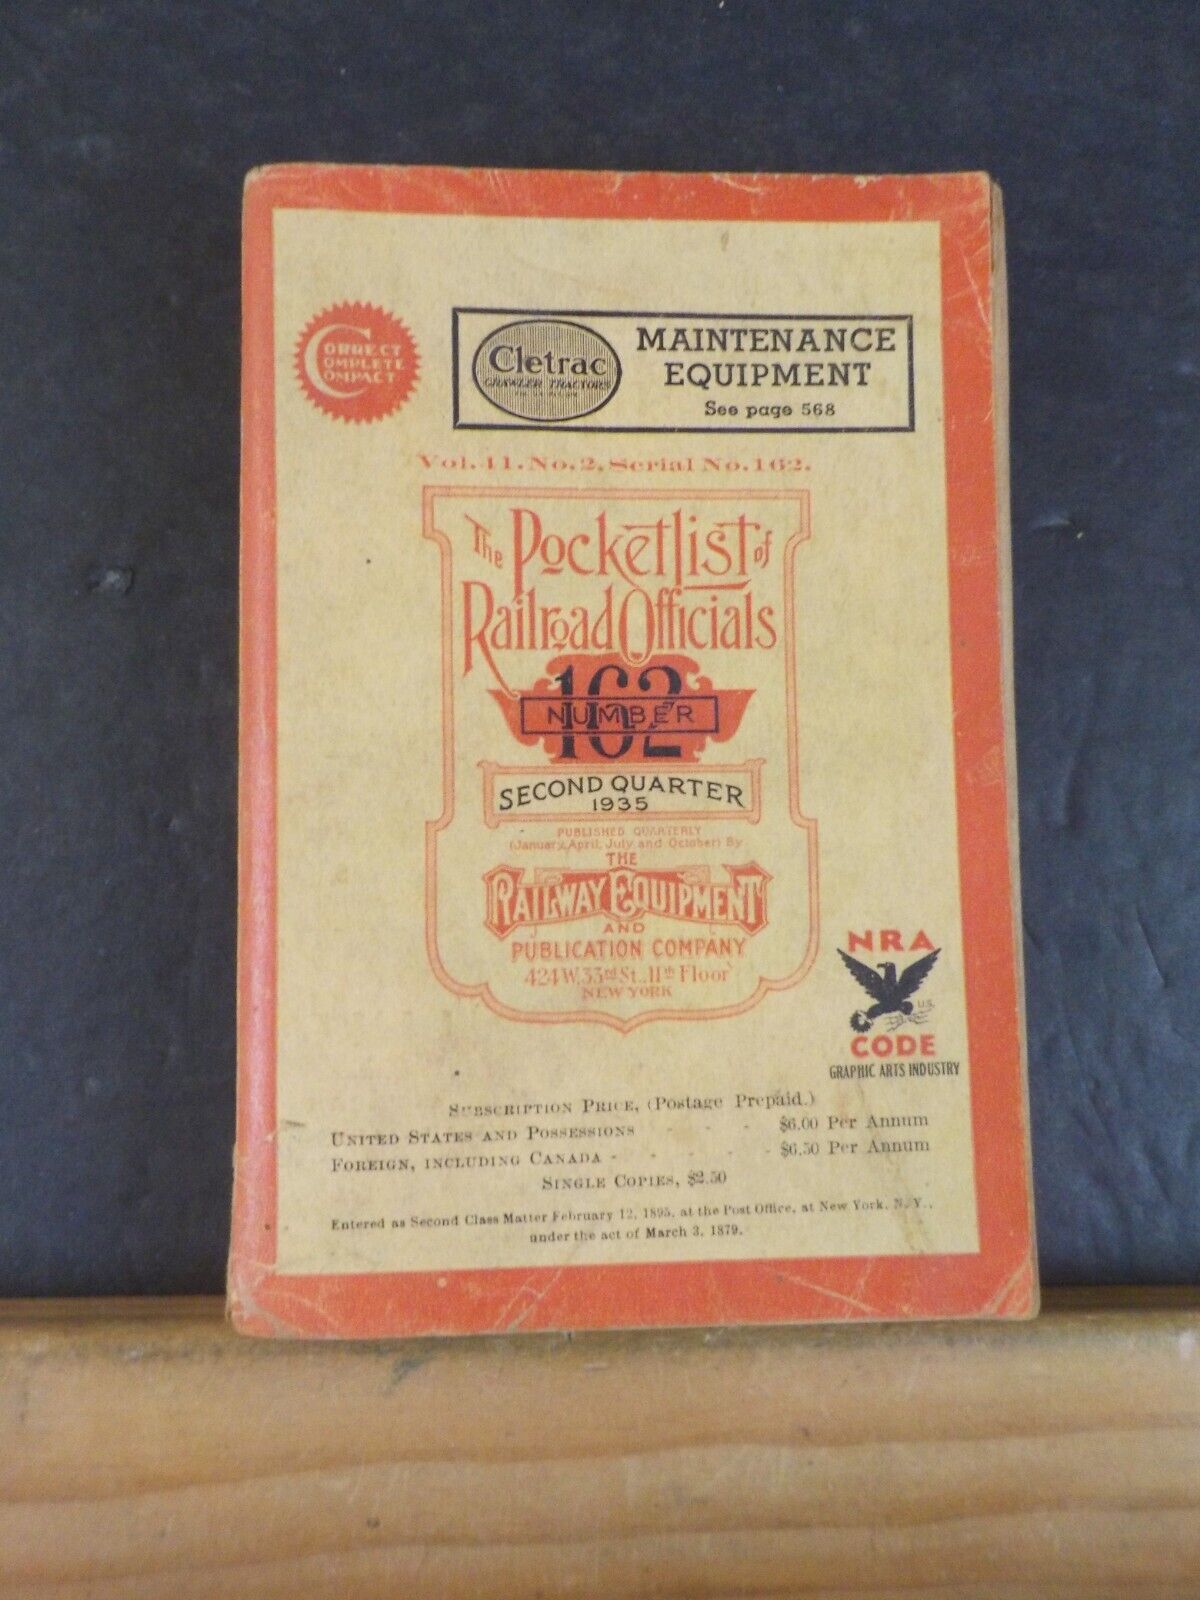 CORRECT
COMPLETE
COMPACT
Cletrac
CRAWLER TRACTORS
MAINTENANCE
EQUIPMENT
See page 568
Vol. 41. No. 2, Serial No. 162.
The Pocket list of
Railroad Officials
162
NUMBER
SECOND QUARTER
1935
PUBLISHED QUARTERLY
(January, April, July and October) By
THE
RAILWAY EQUIPMENT
AND
PUBLICATION COMPANY
424 W. 33rd St., 11th Floor
NEW YORK
NRA
U.S.
CODE
GRAPHIC ARTS INDUSTRY
SUBSCRIPTION PRICE, (Postage Prepaid.)
UNITED STATES AND POSSESSIONS - - - $6.00 Per Annum
FOREIGN, INCLUDING CANADA - - - - - $6.50 Per Annum
SINGLE COPIES, $2.50
Entered as Second Class Matter February 12, 1895, at the Post Office, at New York, N.Y.,
under the act of March 3, 1879.